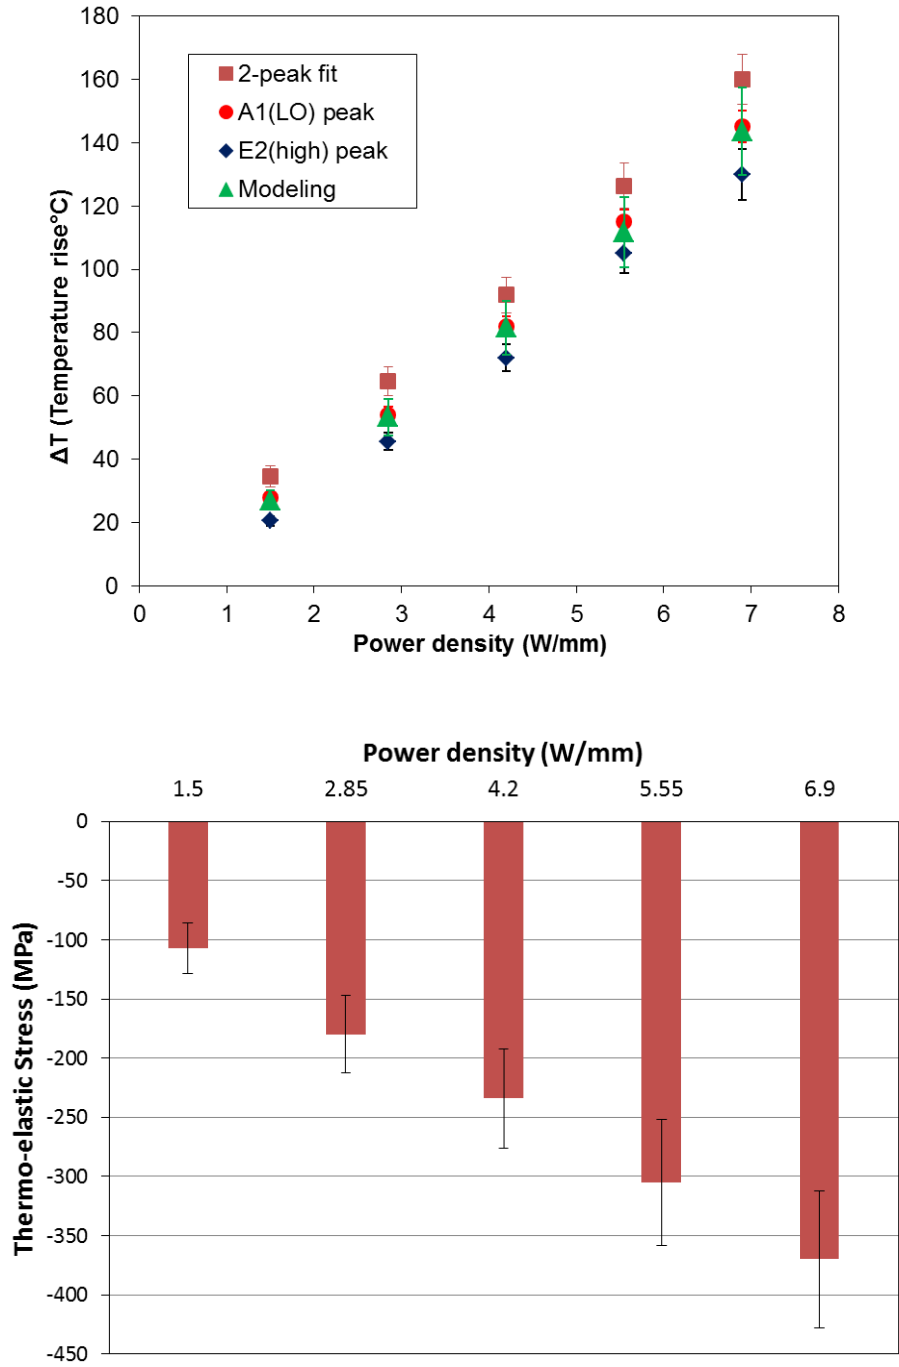 180
160
140
120
100
80
60
40
20
0
ΔT (Temperature rise°C)
2-peak fit
A1(LO) peak
E2(high) peak
Modeling
0 1 2 3 4 5 6 7 8
Power density (W/mm)
Power density (W/mm)
1.5 2.85 4.2 5.55 6.9
0
-50
-100
-150
-200
-250
-300
-350
-400
-450
Thermo-elastic Stress (MPa)